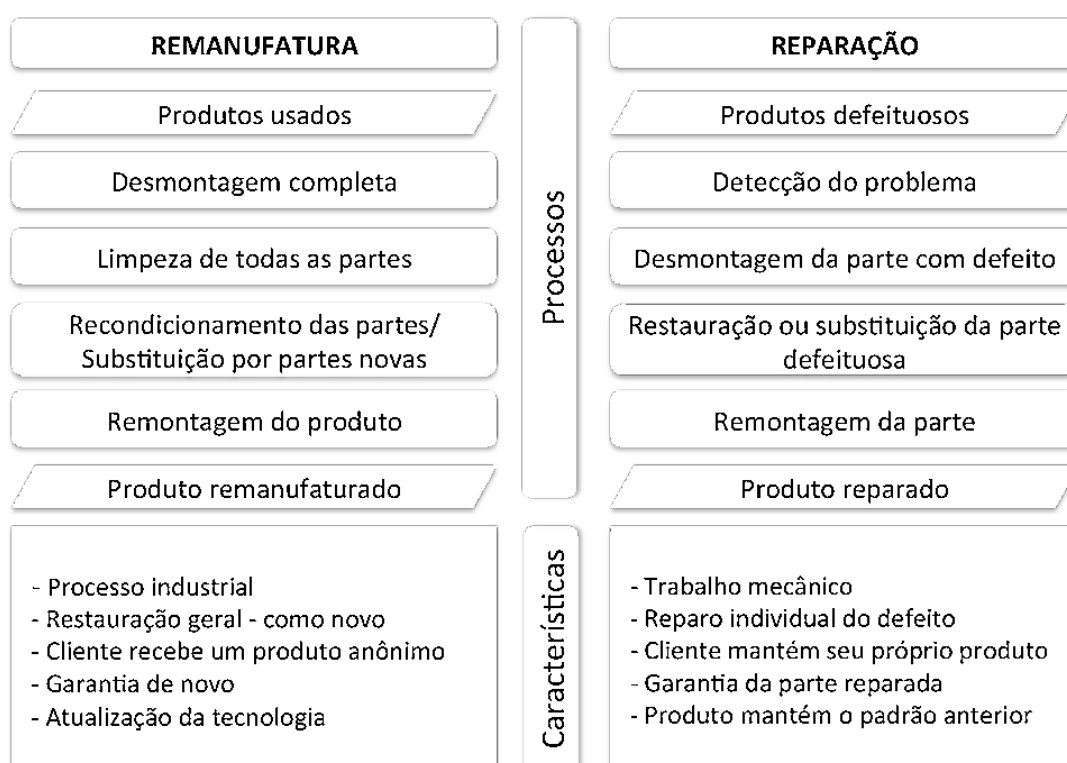 REMANUFATURA
Produtos usados
Desmontagem completa
Limpeza de todas as partes
Recondicionamento das partes/
Substituição por partes novas
Remontagem do produto
Produto remanufaturado
- Processo industrial
- Restauração geral - como novo
- Cliente recebe um produto anônimo
- Garantia de novo
- Atualização da tecnologia
Processos
Características
REPARAÇÃO
Produtos defeituosos
Detecção do problema
Desmontagem da parte com defeito
Restauração ou substituição da parte
defeituosa
Remontagem da parte
Produto reparado
- Trabalho mecânico
- Reparo individual do defeito
- Cliente mantém seu próprio produto
- Garantia da parte reparada
- Produto mantém o padrão anterior